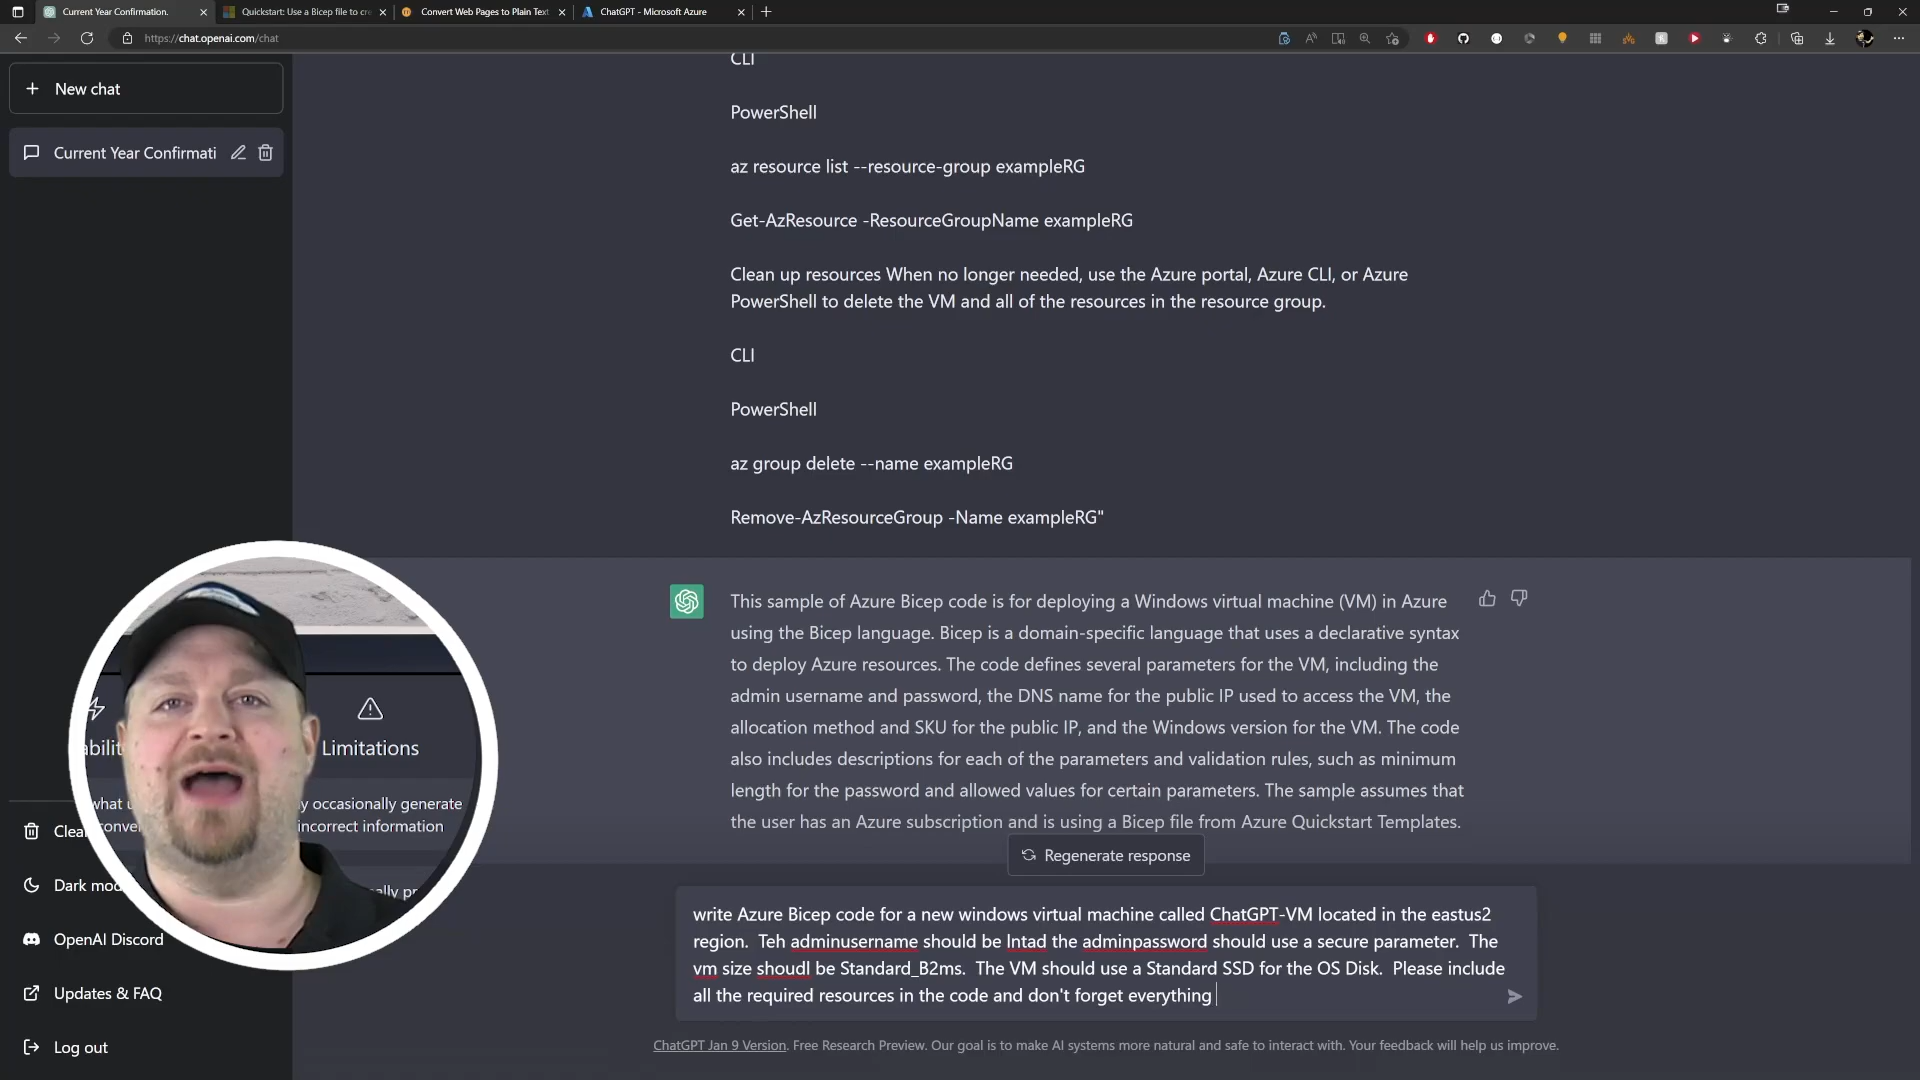 Current Year Confirmation.
Quickstart: Use a Bicep file to cre
Convert Web Pages to Plain Text
ChatGPT - Microsoft Azure
https://chat.openai.com/chat
New chat
Current Year Confirmati
CLI
PowerShell
az resource list --resource-group exampleRG
Get-AzResource -ResourceGroupName exampleRG
Clean up resources When no longer needed, use the Azure portal, Azure CLI, or Azure
PowerShell to delete the VM and all of the resources in the resource group.
CLI
PowerShell
az group delete --name exampleRG
Remove-AzResourceGroup -Name exampleRG"
This sample of Azure Bicep code is for deploying a Windows virtual machine (VM) in Azure
using the Bicep language. Bicep is a domain-specific language that uses a declarative syntax
to deploy Azure resources. The code defines several parameters for the VM, including the
admin username and password, the DNS name for the public IP used to access the VM, the
allocation method and SKU for the public IP, and the Windows version for the VM. The code
also includes descriptions for each of the parameters and validation rules, such as minimum
length for the password and allowed values for certain parameters. The sample assumes that
the user has an Azure subscription and is using a Bicep file from Azure Quickstart Templates.
Regenerate response
write Azure Bicep code for a new windows virtual machine called ChatGPT-VM located in the eastus2
region. Teh adminusername should be lntad the adminpassword should use a secure parameter. The
vm size shoudl be Standard_B2ms. The VM should use a Standard SSD for the OS Disk. Please include
all the required resources in the code and don't forget everything
ChatGPT Jan 9 Version. Free Research Preview. Our goal is to make AI systems more natural and safe to interact with. Your feedback will help us improve.
Limitations
y occasionally generate
incorrect information
Clea
Dark mod
OpenAI Discord
Updates & FAQ
Log out